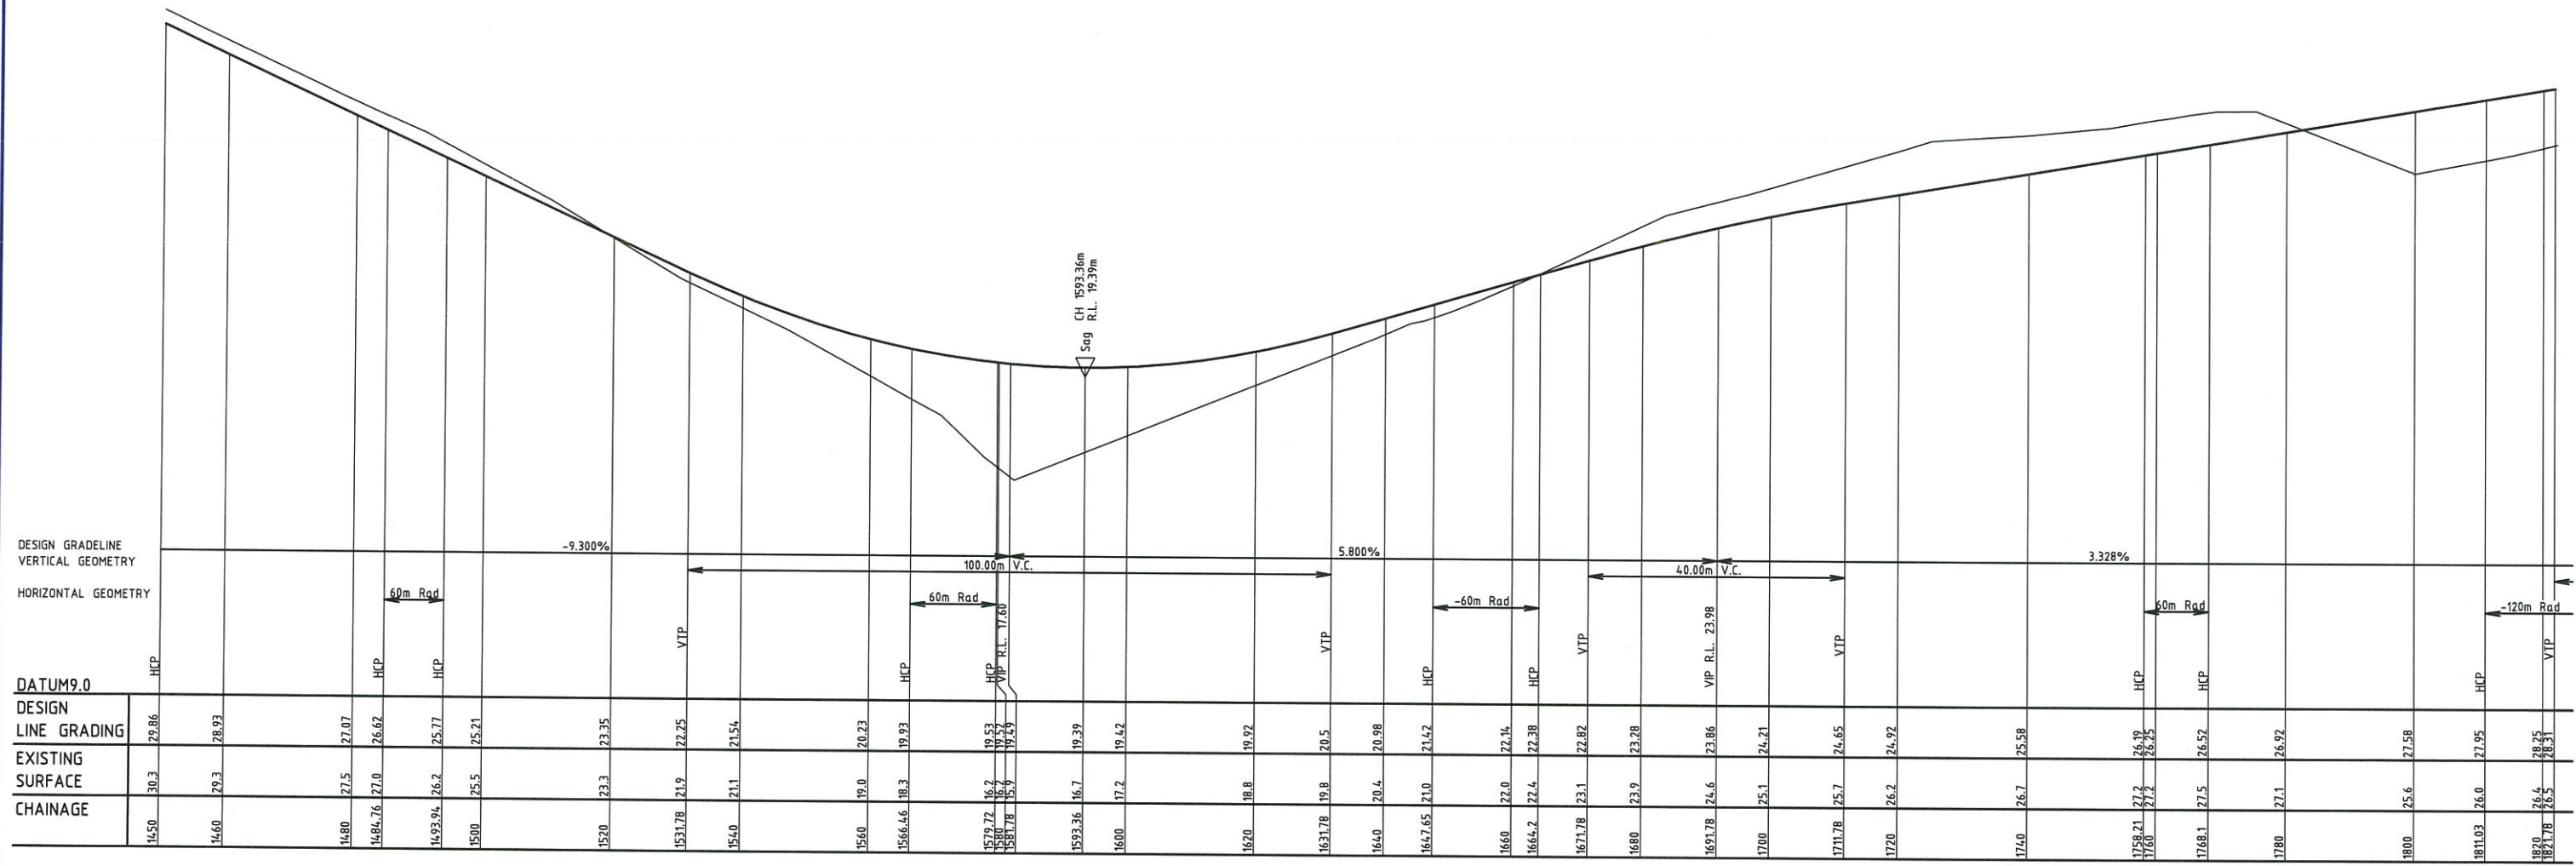 Sag CH 1593.36m
R.L. 19.39m
DESIGN GRADELINE
VERTICAL GEOMETRY
-9.300% 5.800% 3.328%
100.00m V.C. 40.00m V.C.
HORIZONTAL GEOMETRY
60m Rad 60m Rad -60m Rad 60m Rad -120m Rad
HCP HCP HCP VTP HCP HCP VIP R.L. 17.60 VTP HCP HCP VTP VIP R.L. 23.98 VTP HCP HCP HCP VTP
DATUM9.0
DESIGN
LINE GRADING 29.86 28.93 27.07 26.62 25.77 25.21 23.35 22.25 21.54 20.23 19.93 19.53 19.52 19.49 19.39 19.42 19.92 20.5 20.98 21.42 22.14 22.38 22.82 23.28 23.86 24.21 24.65 24.92 25.58 26.19 26.25 26.52 26.92 27.58 27.95 28.25 28.31
EXISTING
SURFACE 30.3 29.3 27.5 27.0 26.2 25.5 23.3 21.9 21.1 19.0 18.3 16.2 16.2 15.9 16.7 17.2 18.8 19.8 20.4 21.0 22.0 22.4 23.1 23.9 24.6 25.1 25.7 26.2 26.7 27.2 27.2 27.5 27.1 25.6 26.0 26.4 26.5
CHAINAGE 1450 1460 1480 1484.76 1493.94 1500 1520 1531.78 1540 1560 1566.46 1579.72 1580 1581.78 1593.36 1600 1620 1631.78 1640 1647.65 1660 1664.2 1671.78 1680 1691.78 1700 1711.78 1720 1740 1758.21 1760 1768.1 1780 1800 1811.03 1820 1821.78